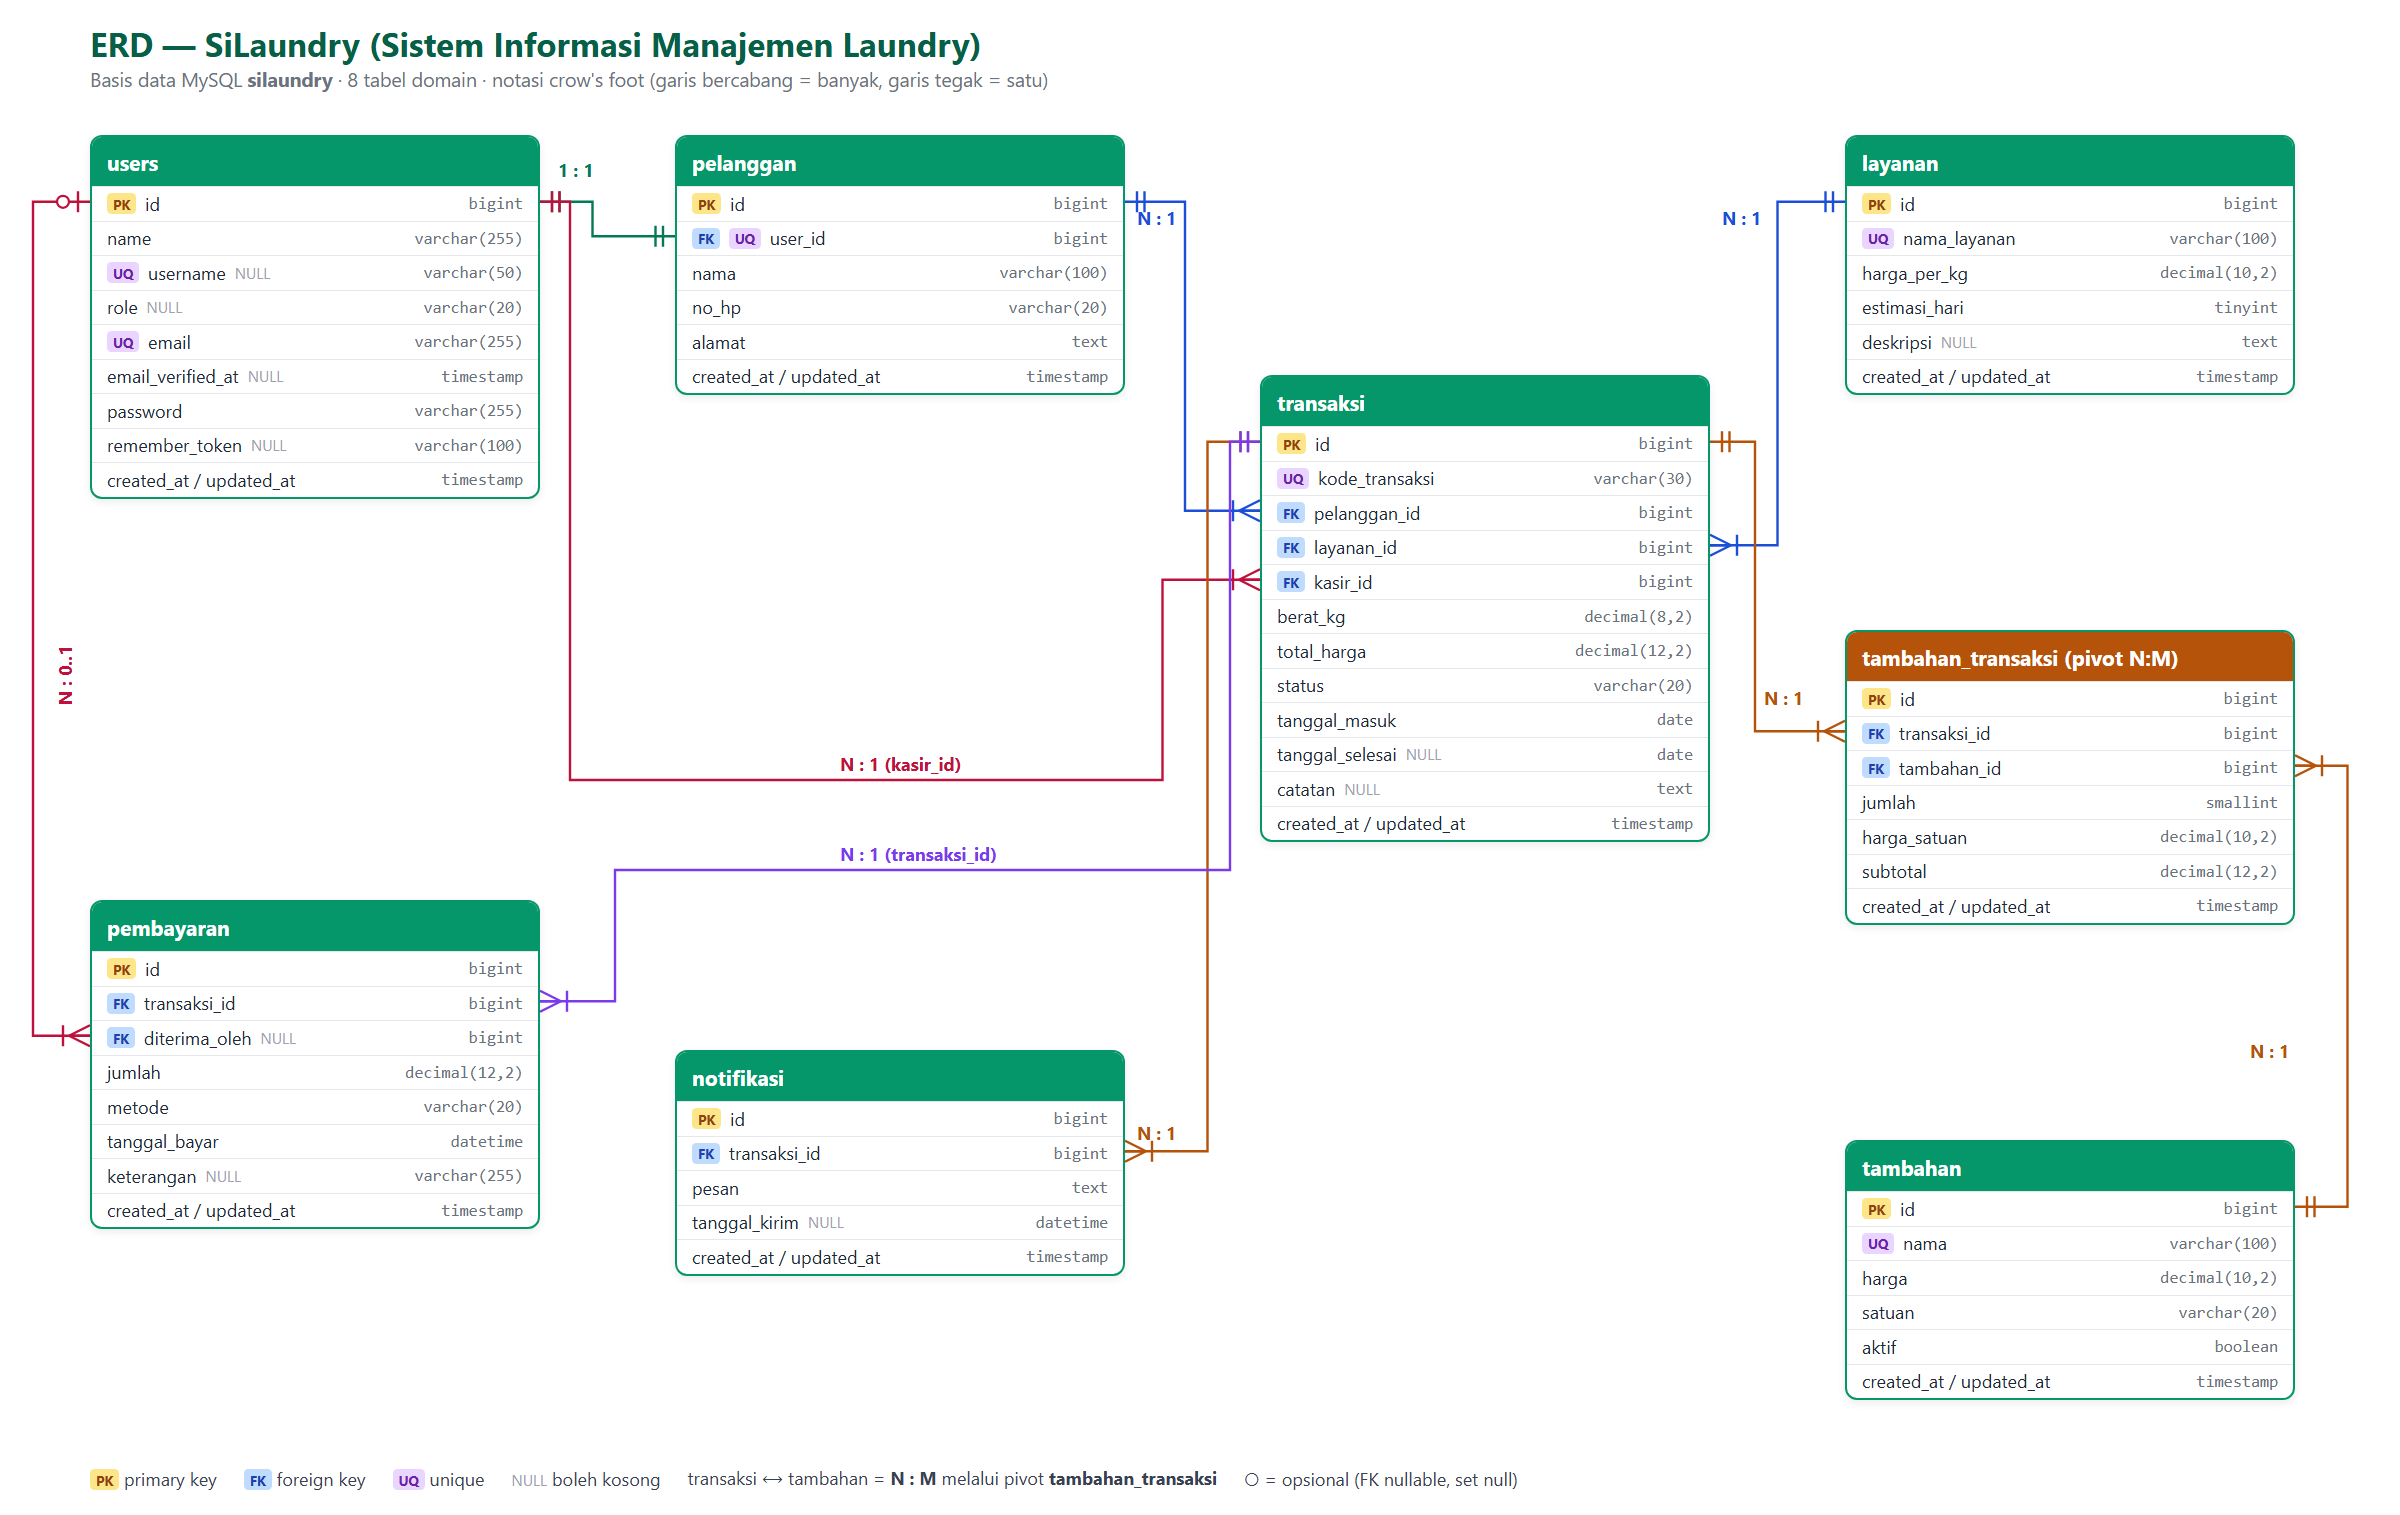 ERD — SiLaundry (Sistem Informasi Manajemen Laundry)
Basis data MySQL silaundry · 8 tabel domain · notasi crow's foot (garis bercabang = banyak, garis tegak = satu)
users
PK id bigint
name varchar(255)
UQ username NULL varchar(50)
role NULL varchar(20)
UQ email varchar(255)
email_verified_at NULL timestamp
password varchar(255)
remember_token NULL varchar(100)
created_at / updated_at timestamp
1 : 1
pelanggan
PK id bigint
FK UQ user_id bigint
nama varchar(100)
no_hp varchar(20)
alamat text
created_at / updated_at timestamp
N : 1
N : 1
layanan
PK id bigint
UQ nama_layanan varchar(100)
harga_per_kg decimal(10,2)
estimasi_hari tinyint
deskripsi NULL text
created_at / updated_at timestamp
transaksi
PK id bigint
UQ kode_transaksi varchar(30)
FK pelanggan_id bigint
FK layanan_id bigint
FK kasir_id bigint
berat_kg decimal(8,2)
total_harga decimal(12,2)
status varchar(20)
tanggal_masuk date
tanggal_selesai NULL date
catatan NULL text
created_at / updated_at timestamp
N : 0..1
N : 1 (kasir_id)
N : 1 (transaksi_id)
N : 1
tambahan_transaksi (pivot N:M)
PK id bigint
FK transaksi_id bigint
FK tambahan_id bigint
jumlah smallint
harga_satuan decimal(10,2)
subtotal decimal(12,2)
created_at / updated_at timestamp
pembayaran
PK id bigint
FK transaksi_id bigint
FK diterima_oleh NULL bigint
jumlah decimal(12,2)
metode varchar(20)
tanggal_bayar datetime
keterangan NULL varchar(255)
created_at / updated_at timestamp
notifikasi
PK id bigint
FK transaksi_id bigint
pesan text
tanggal_kirim NULL datetime
created_at / updated_at timestamp
N : 1
N : 1
tambahan
PK id bigint
UQ nama varchar(100)
harga decimal(10,2)
satuan varchar(20)
aktif boolean
created_at / updated_at timestamp
PK primary key FK foreign key UQ unique NULL boleh kosong transaksi ↔ tambahan = N : M melalui pivot tambahan_transaksi ○ = opsional (FK nullable, set null)